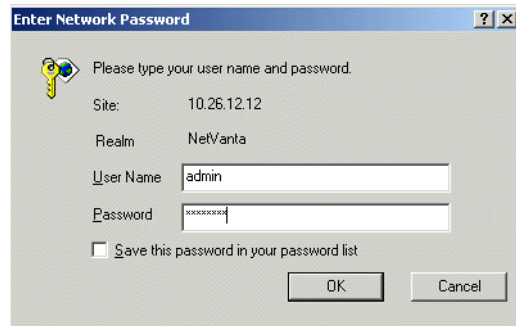 Enter Network Password
Please type your user name and password.
Site: 10.26.12.12
Realm NetVanta
User Name admin
Password ********
Save this password in your password list
OK Cancel